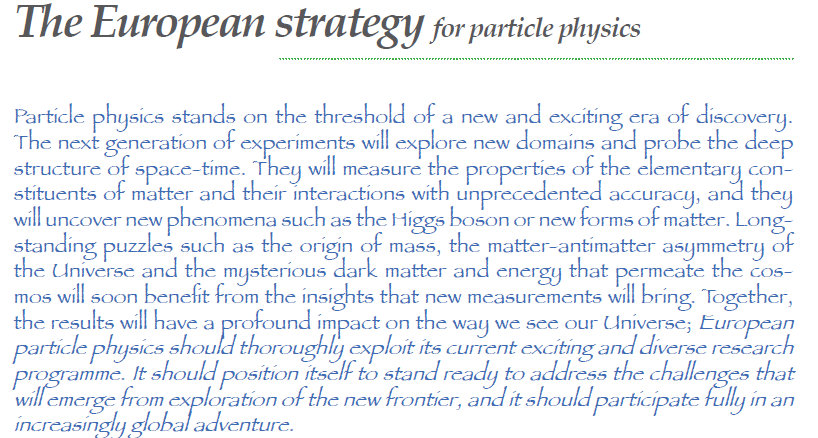 The European strategy for particle physics
Particle physics stands on the threshold of a new and exciting era of discovery.
The next generation of experiments will explore new domains and probe the deep
structure of space-time. They will measure the properties of the elementary con-
stituents of matter and their interactions with unprecedented accuracy, and they
will uncover new phenomena such as the Higgs boson or new forms of matter. Long-
standing puzzles such as the origin of mass, the matter-antimatter asymmetry of
the Universe and the mysterious dark matter and energy that permeate the cos-
mos will soon benefit from the insights that new measurements will bring. Together,
the results will have a profound impact on the way we see our Universe; European
particle physics should thoroughly exploit its current exciting and diverse research
programme. It should position itself to stand ready to address the challenges that
will emerge from exploration of the new frontier, and it should participate fully in an
increasingly global adventure.